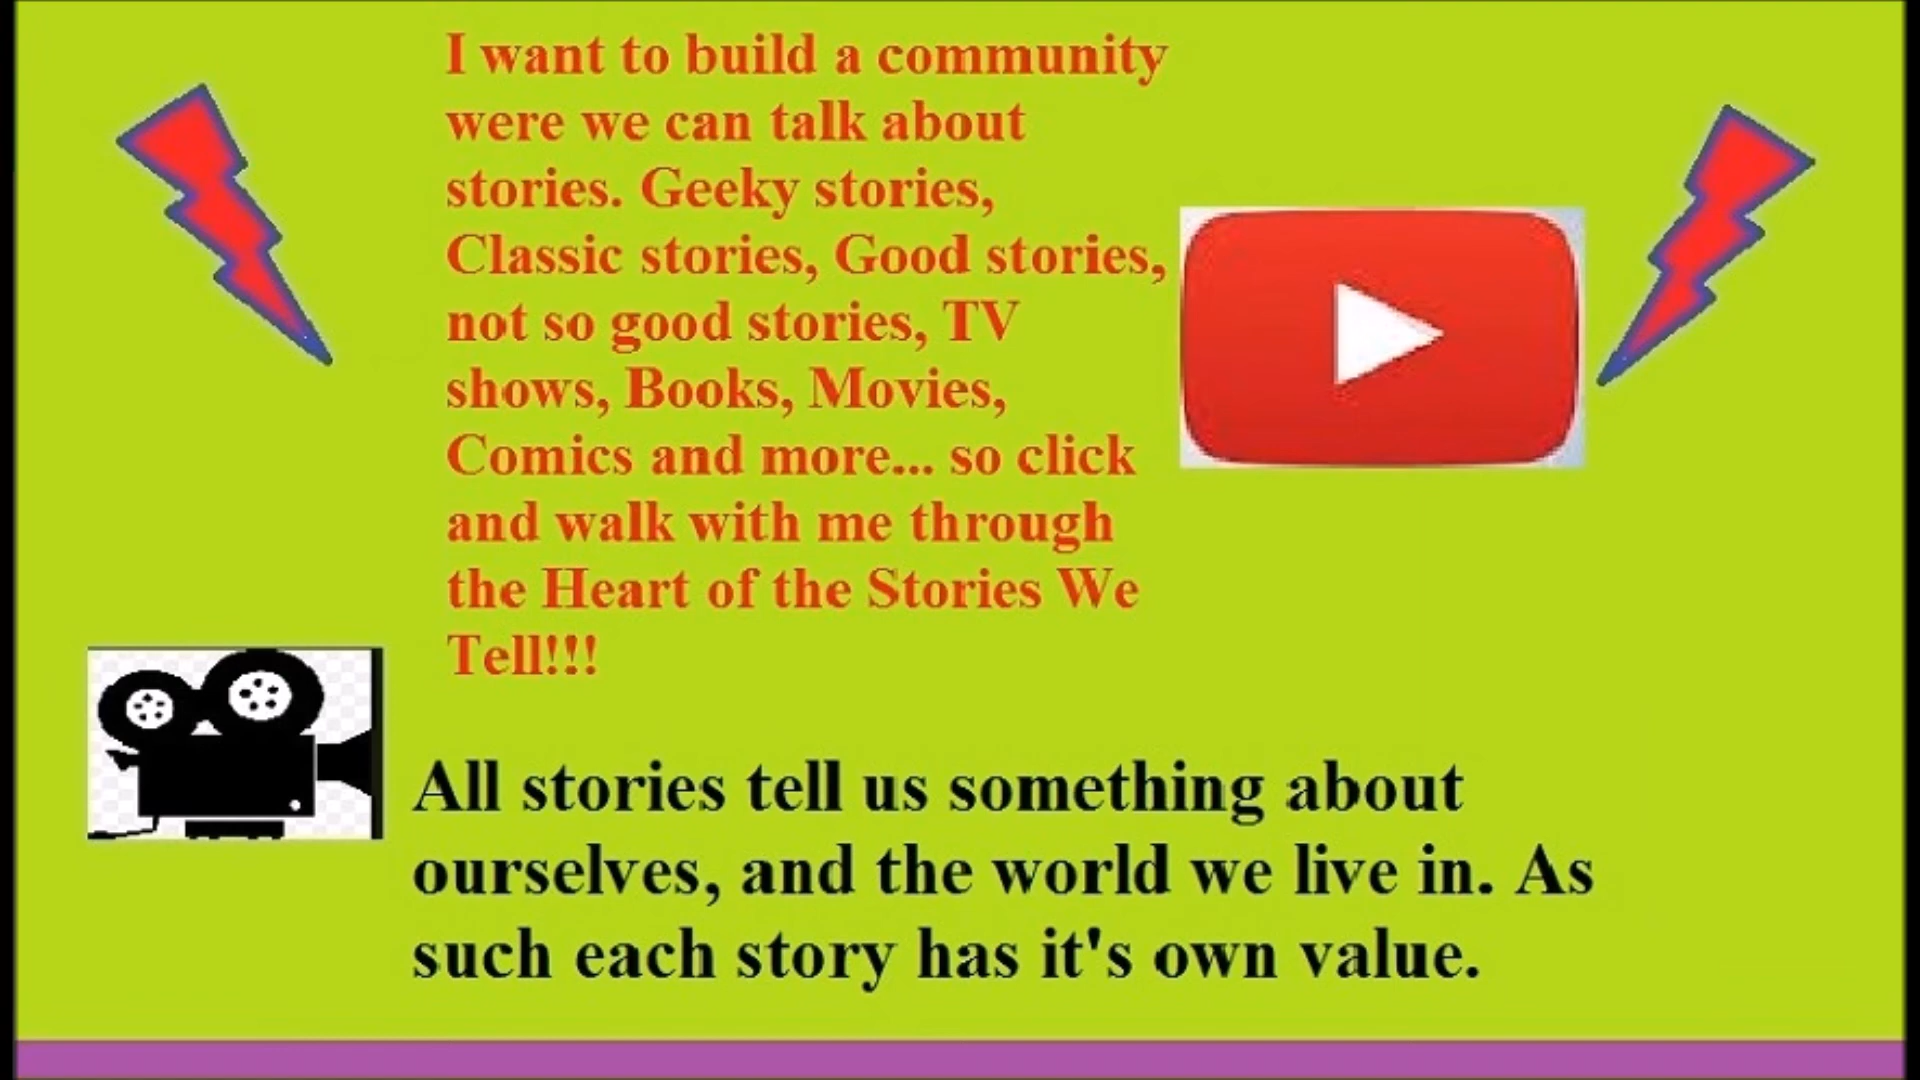 I want to build a community
were we can talk about
stories. Geeky stories,
Classic stories, Good stories,
not so good stories, TV
shows, Books, Movies,
Comics and more... so click
and walk with me through
the Heart of the Stories We
Tell!!!
All stories tell us something about
ourselves, and the world we live in. As
such each story has it's own value.